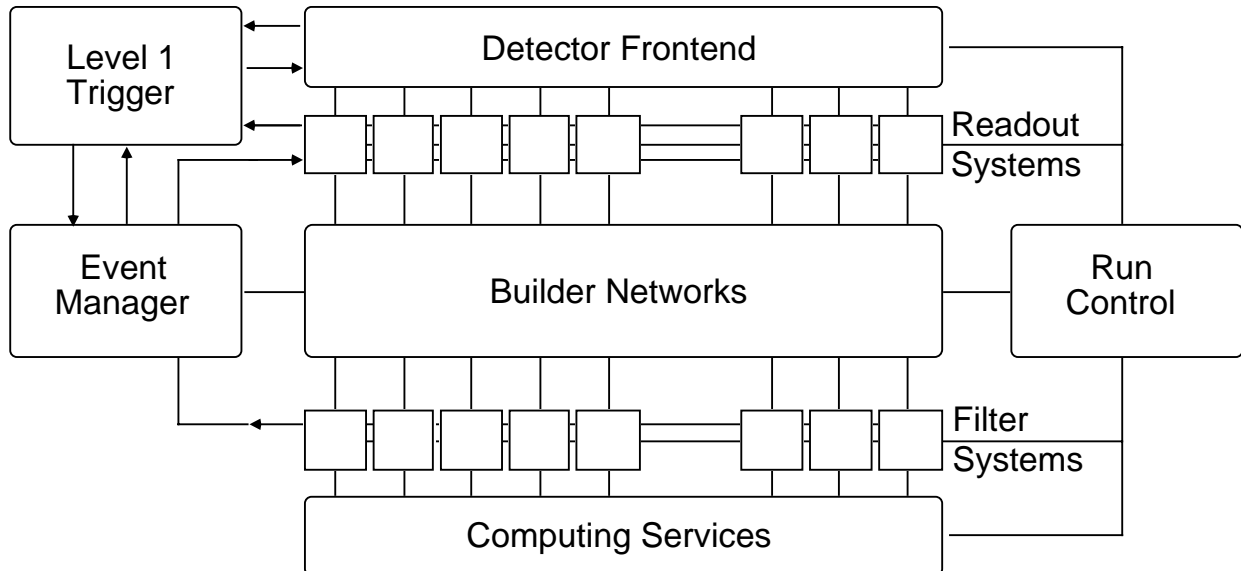 Level 1
Trigger
Detector Frontend
Readout
Systems
Event
Manager
Builder Networks
Run
Control
Filter
Systems
Computing Services